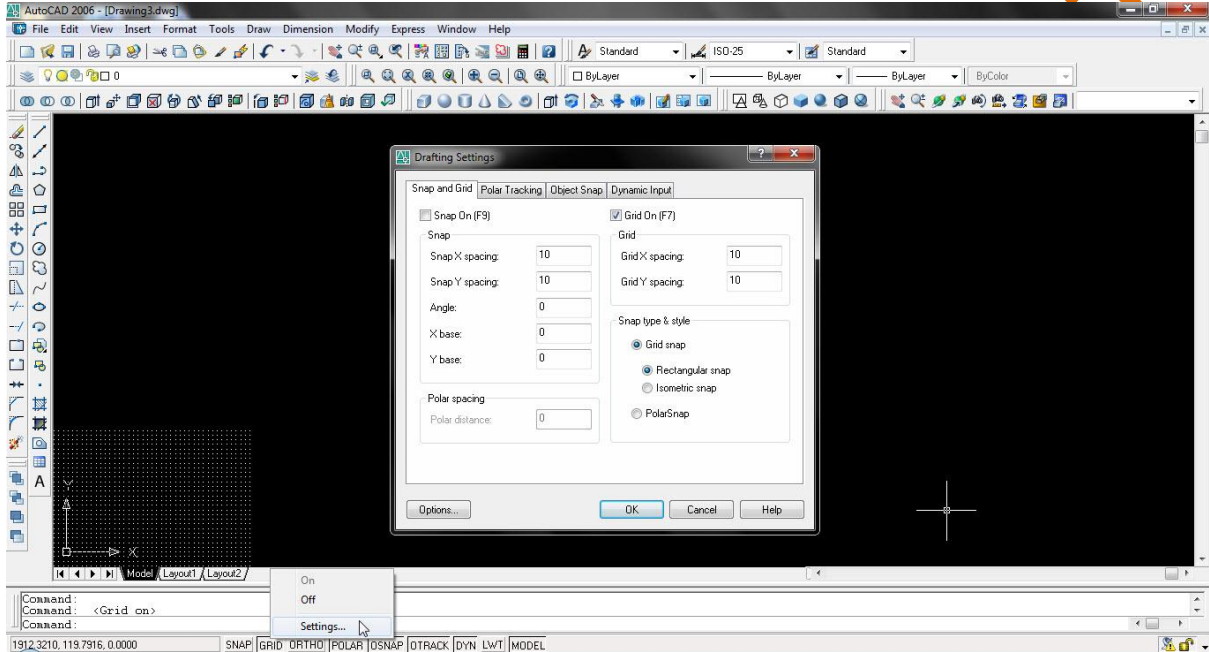 AutoCAD 2006 - [Drawing3.dwg]
File Edit View Insert Format Tools Draw Dimension Modify Express Window Help
Standard ISO-25 Standard
0 ByLayer ByLayer ByLayer ByColor
Drafting Settings
Snap and Grid Polar Tracking Object Snap Dynamic Input
Snap On (F9) Grid On (F7)
Snap Grid
Snap X spacing: 10 Grid X spacing: 10
Snap Y spacing: 10 Grid Y spacing: 10
Angle: 0
Snap type & style
X base: 0
Grid snap
Y base: 0
Rectangular snap
Isometric snap
Polar spacing
PolarSnap
Polar distance: 0
A
Y
Options... OK Cancel Help
X
Model Layout1 Layout2
On
Off
Settings...
Command:
Command: <Grid on>
Command:
1912.3210, 119.7916, 0.0000 SNAP GRID ORTHO POLAR OSNAP OTRACK DYN LWT MODEL